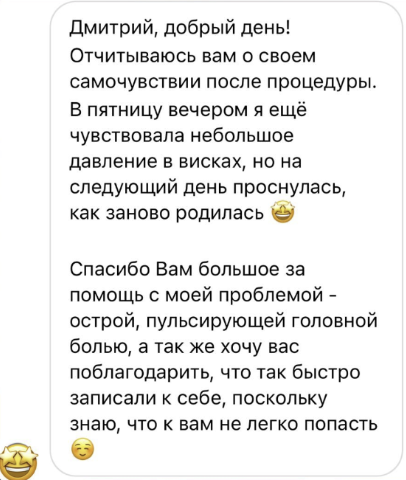 Дмитрий, добрый день!
Отчитываюсь вам о своем
самочувствии после процедуры.
В пятницу вечером я ещё
чувствовала небольшое
давление в висках, но на
следующий день проснулась,
как заново родилась 🤩
Спасибо Вам большое за
помощь с моей проблемой -
острой, пульсирующей головной
болью, а так же хочу вас
поблагодарить, что так быстро
записали к себе, поскольку
знаю, что к вам не легко попасть
☺️